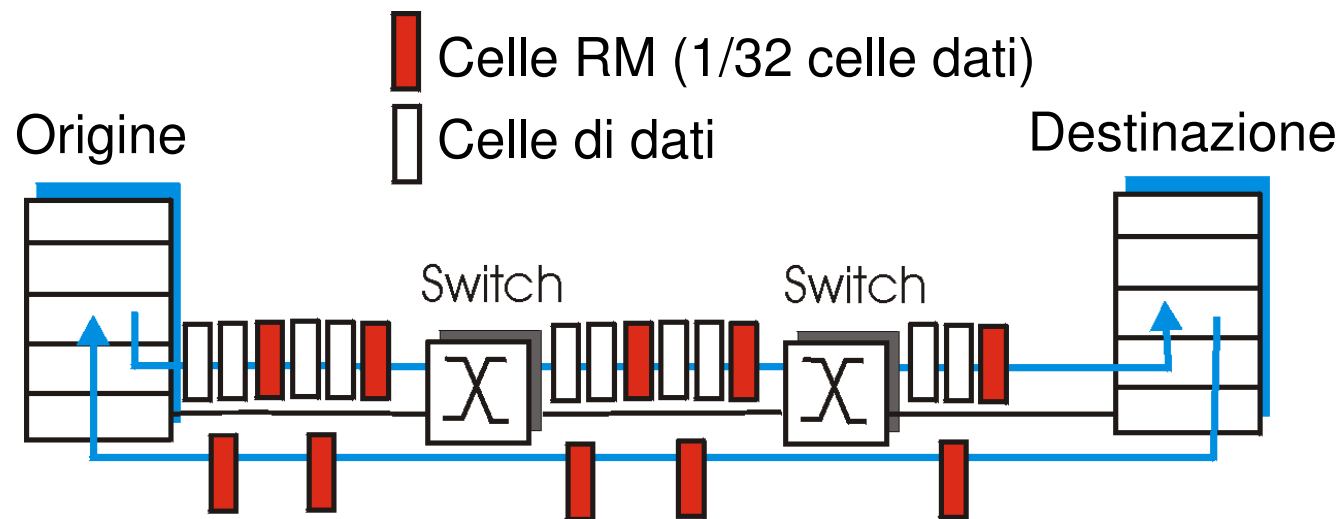 Celle RM (1/32 celle dati)
Celle di dati
Origine
Destinazione
Switch
Switch